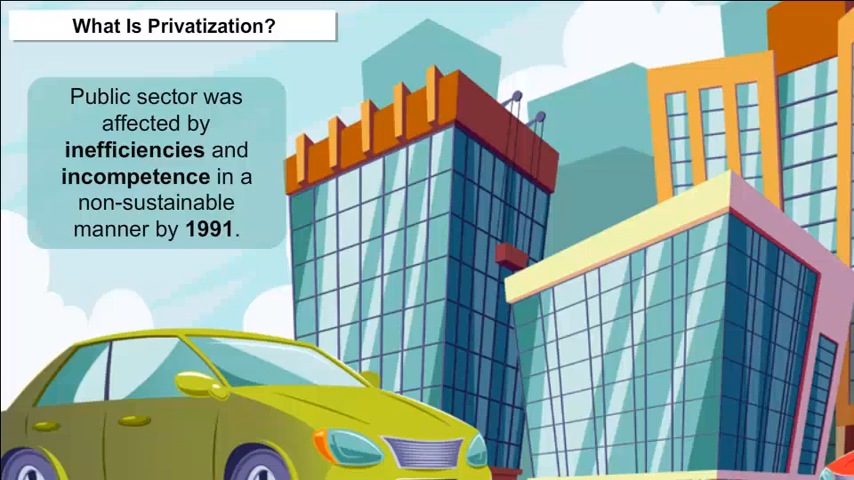 What Is Privatization?
Public sector was
affected by
inefficiencies and
incompetence in a
non-sustainable
manner by 1991.